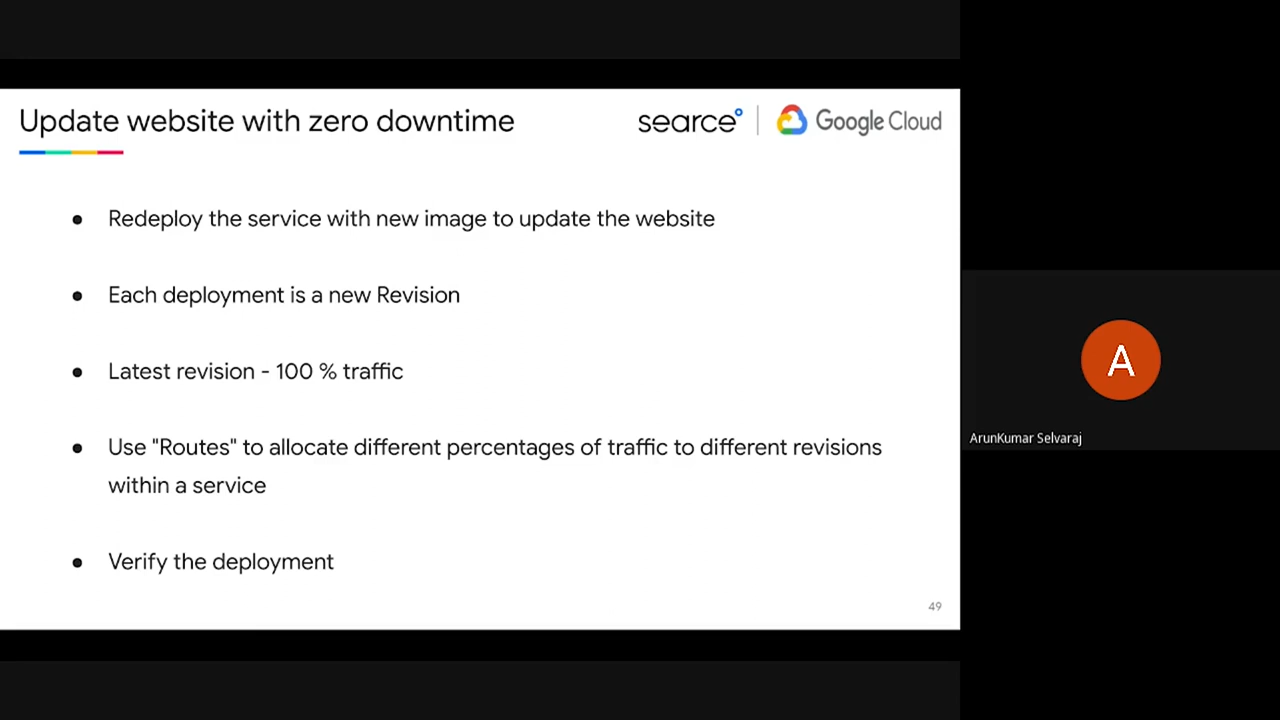 Update website with zero downtime
searce
Google Cloud
● Redeploy the service with new image to update the website
● Each deployment is a new Revision
● Latest revision - 100 % traffic
● Use "Routes" to allocate different percentages of traffic to different revisions
within a service
● Verify the deployment
49
A
ArunKumar Selvaraj